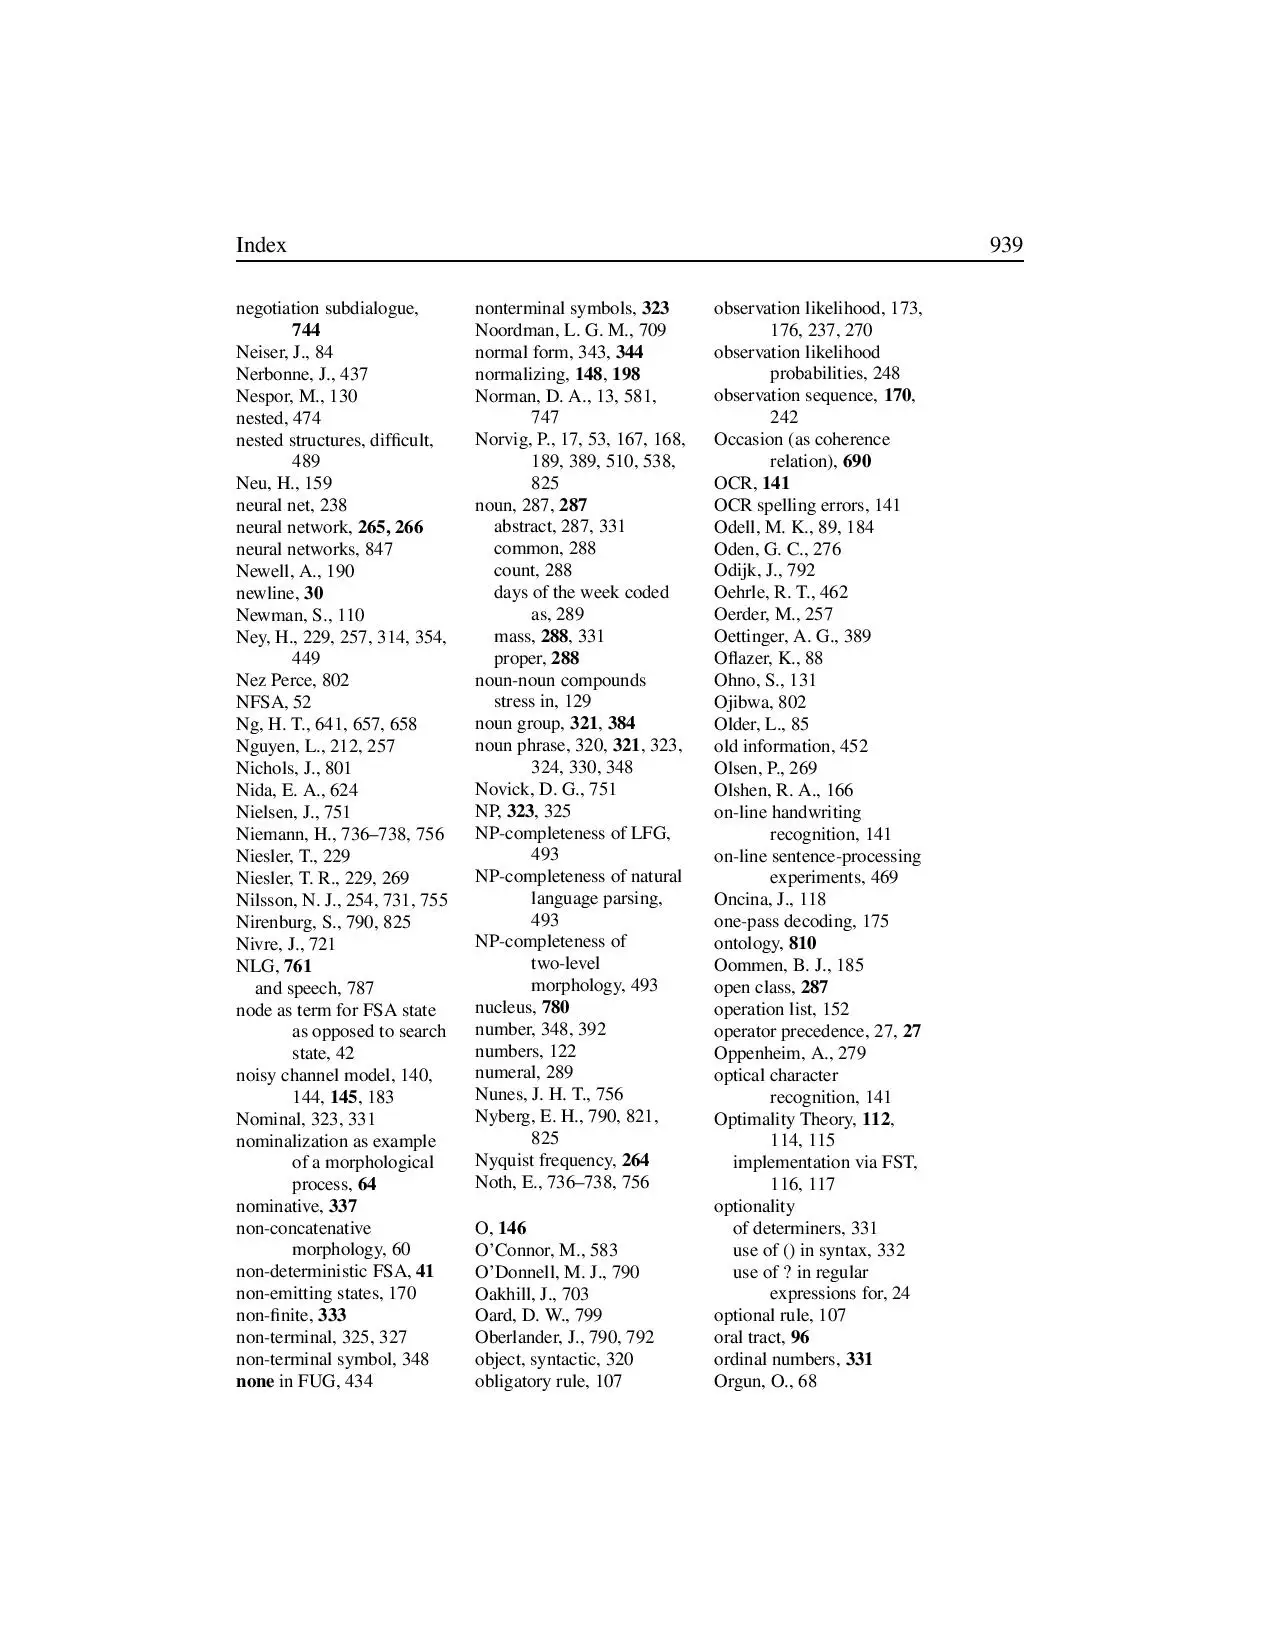 Index 939
negotiation subdialogue,
744
Neiser, J., 84
Nerbonne, J., 437
Nespor, M., 130
nested, 474
nested structures, difficult,
489
Neu, H., 159
neural net, 238
neural network, 265, 266
neural networks, 847
Newell, A., 190
newline, 30
Newman, S., 110
Ney, H., 229, 257, 314, 354,
449
Nez Perce, 802
NFSA, 52
Ng, H. T., 641, 657, 658
Nguyen, L., 212, 257
Nichols, J., 801
Nida, E. A., 624
Nielsen, J., 751
Niemann, H., 736–738, 756
Niesler, T., 229
Niesler, T. R., 229, 269
Nilsson, N. J., 254, 731, 755
Nirenburg, S., 790, 825
Nivre, J., 721
NLG, 761
and speech, 787
node as term for FSA state
as opposed to search
state, 42
noisy channel model, 140,
144, 145, 183
Nominal, 323, 331
nominalization as example
of a morphological
process, 64
nominative, 337
non-concatenative
morphology, 60
non-deterministic FSA, 41
non-emitting states, 170
non-finite, 333
non-terminal, 325, 327
non-terminal symbol, 348
none in FUG, 434
nonterminal symbols, 323
Noordman, L. G. M., 709
normal form, 343, 344
normalizing, 148, 198
Norman, D. A., 13, 581,
747
Norvig, P., 17, 53, 167, 168,
189, 389, 510, 538,
825
noun, 287, 287
abstract, 287, 331
common, 288
count, 288
days of the week coded
as, 289
mass, 288, 331
proper, 288
noun-noun compounds
stress in, 129
noun group, 321, 384
noun phrase, 320, 321, 323,
324, 330, 348
Novick, D. G., 751
NP, 323, 325
NP-completeness of LFG,
493
NP-completeness of natural
language parsing,
493
NP-completeness of
two-level
morphology, 493
nucleus, 780
number, 348, 392
numbers, 122
numeral, 289
Nunes, J. H. T., 756
Nyberg, E. H., 790, 821,
825
Nyquist frequency, 264
Noth, E., 736–738, 756
O, 146
O’Connor, M., 583
O’Donnell, M. J., 790
Oakhill, J., 703
Oard, D. W., 799
Oberlander, J., 790, 792
object, syntactic, 320
obligatory rule, 107
observation likelihood, 173,
176, 237, 270
observation likelihood
probabilities, 248
observation sequence, 170,
242
Occasion (as coherence
relation), 690
OCR, 141
OCR spelling errors, 141
Odell, M. K., 89, 184
Oden, G. C., 276
Odijk, J., 792
Oehrle, R. T., 462
Oerder, M., 257
Oettinger, A. G., 389
Oflazer, K., 88
Ohno, S., 131
Ojibwa, 802
Older, L., 85
old information, 452
Olsen, P., 269
Olshen, R. A., 166
on-line handwriting
recognition, 141
on-line sentence-processing
experiments, 469
Oncina, J., 118
one-pass decoding, 175
ontology, 810
Oommen, B. J., 185
open class, 287
operation list, 152
operator precedence, 27, 27
Oppenheim, A., 279
optical character
recognition, 141
Optimality Theory, 112,
114, 115
implementation via FST,
116, 117
optionality
of determiners, 331
use of () in syntax, 332
use of ? in regular
expressions for, 24
optional rule, 107
oral tract, 96
ordinal numbers, 331
Orgun, O., 68